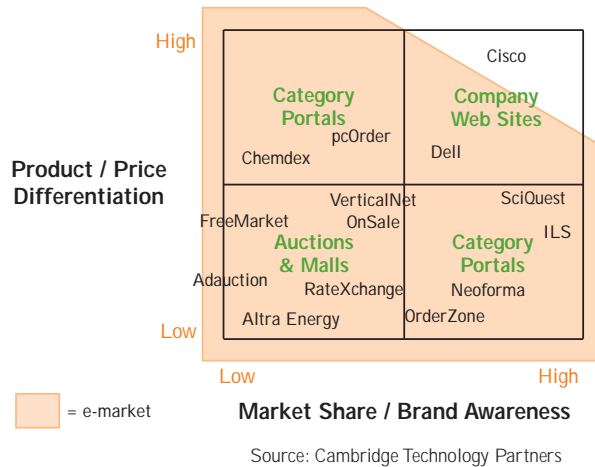 High
Cisco
Category
Portals
Company
Web Sites
pcOrder
Chemdex
Dell
Product / Price
Differentiation
VerticalNet
SciQuest
FreeMarket
OnSale
ILS
Auctions
& Malls
Category
Portals
Adauction
RateXchange
Neoforma
Altra Energy
OrderZone
Low
Low
High
= e-market
Market Share / Brand Awareness
Source: Cambridge Technology Partners